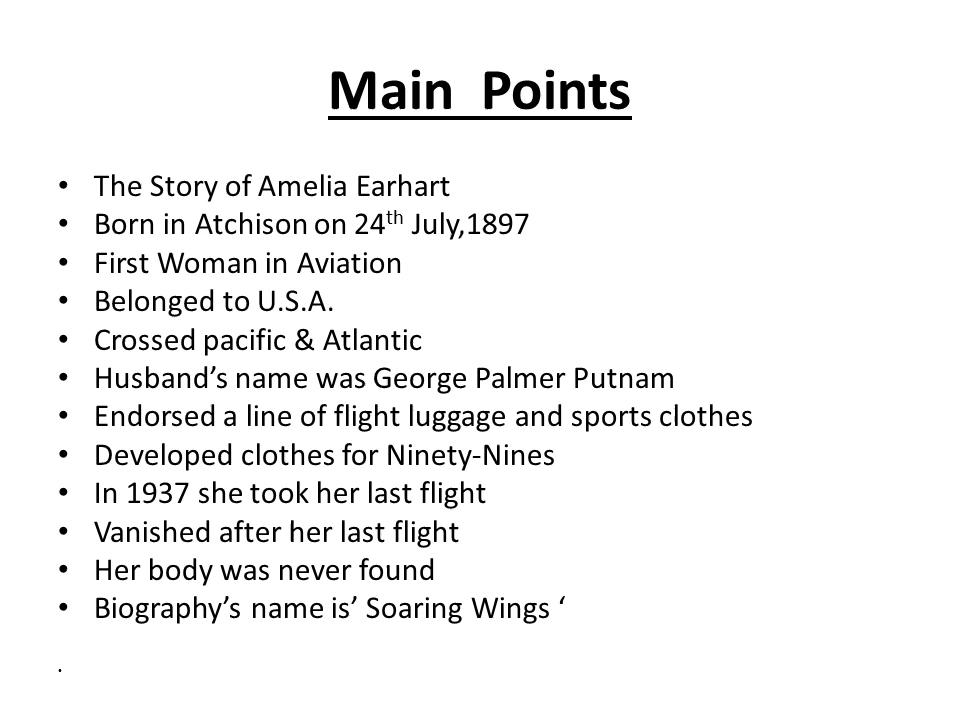 Main  Points
• The Story of Amelia Earhart
• Born in Atchison on 24th July,1897
• First Woman in Aviation
• Belonged to U.S.A.
• Crossed pacific & Atlantic
• Husband’s name was George Palmer Putnam
• Endorsed a line of flight luggage and sports clothes
• Developed clothes for Ninety-Nines
• In 1937 she took her last flight
• Vanished after her last flight
• Her body was never found
• Biography’s name is’ Soaring Wings ‘
.